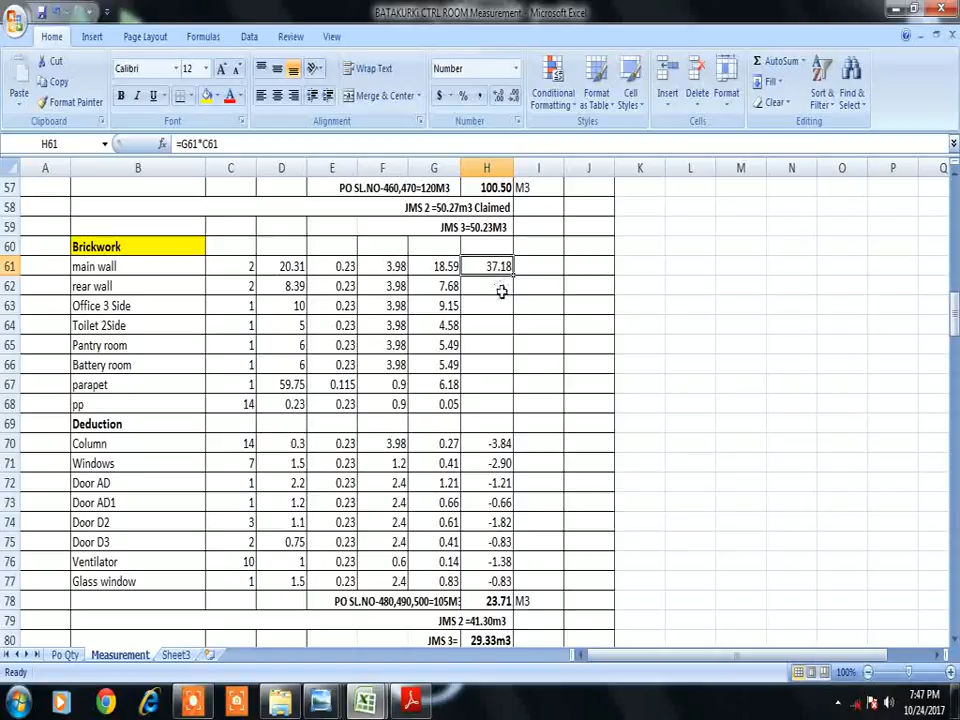 BATAKURKi CTRL ROOM Measurement - Microsoft Excel
Home Insert Page Layout Formulas Data Review View
Paste Cut Copy Format Painter Clipboard
Calibri 12 A A B I U A Font
Wrap Text Merge & Center Alignment
Number $ % , Number
Conditional Formatting Format as Table Cell Styles Styles
Insert Delete Format Cells
Σ AutoSum Fill Clear Sort & Filter Find & Select Editing
H61 fx =G61*C61
A B C D E F G H I J K L M N O P Q
57 PO SL.NO-460,470=120M3 100.50 M3
58 JMS 2 =50.27m3 Claimed
59 JMS 3=50.23M3
60 Brickwork
61 main wall 2 20.31 0.23 3.98 18.59 37.18
62 rear wall 2 8.39 0.23 3.98 7.68
63 Office 3 Side 1 10 0.23 3.98 9.15
64 Toilet 2Side 1 5 0.23 3.98 4.58
65 Pantry room 1 6 0.23 3.98 5.49
66 Battery room 1 6 0.23 3.98 5.49
67 parapet 1 59.75 0.115 0.9 6.18
68 pp 14 0.23 0.23 0.9 0.05
69 Deduction
70 Column 14 0.3 0.23 3.98 0.27 -3.84
71 Windows 7 1.5 0.23 1.2 0.41 -2.90
72 Door AD 1 2.2 0.23 2.4 1.21 -1.21
73 Door AD1 1 1.2 0.23 2.4 0.66 -0.66
74 Door D2 3 1.1 0.23 2.4 0.61 -1.82
75 Door D3 2 0.75 0.23 2.4 0.41 -0.83
76 Ventilator 10 1 0.23 0.6 0.14 -1.38
77 Glass window 1 1.5 0.23 2.4 0.83 -0.83
78 PO SL.NO-480,490,500=105M3 23.71 M3
79 JMS 2 =41.30m3
80 JMS 3= 29.33m3
Po Qty Measurement Sheet3
Ready 100%
7:47 PM
10/24/2017